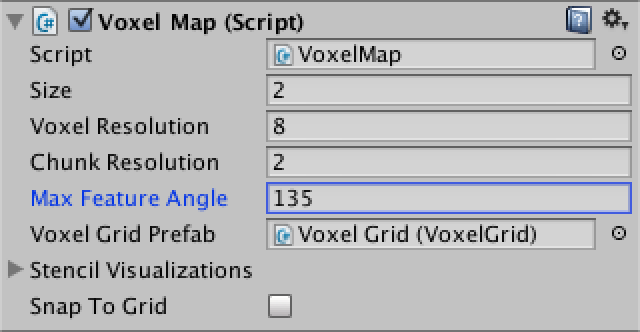 Voxel Map (Script)
Script VoxelMap
Size 2
Voxel Resolution 8
Chunk Resolution 2
Max Feature Angle 135
Voxel Grid Prefab Voxel Grid (VoxelGrid)
Stencil Visualizations
Snap To Grid